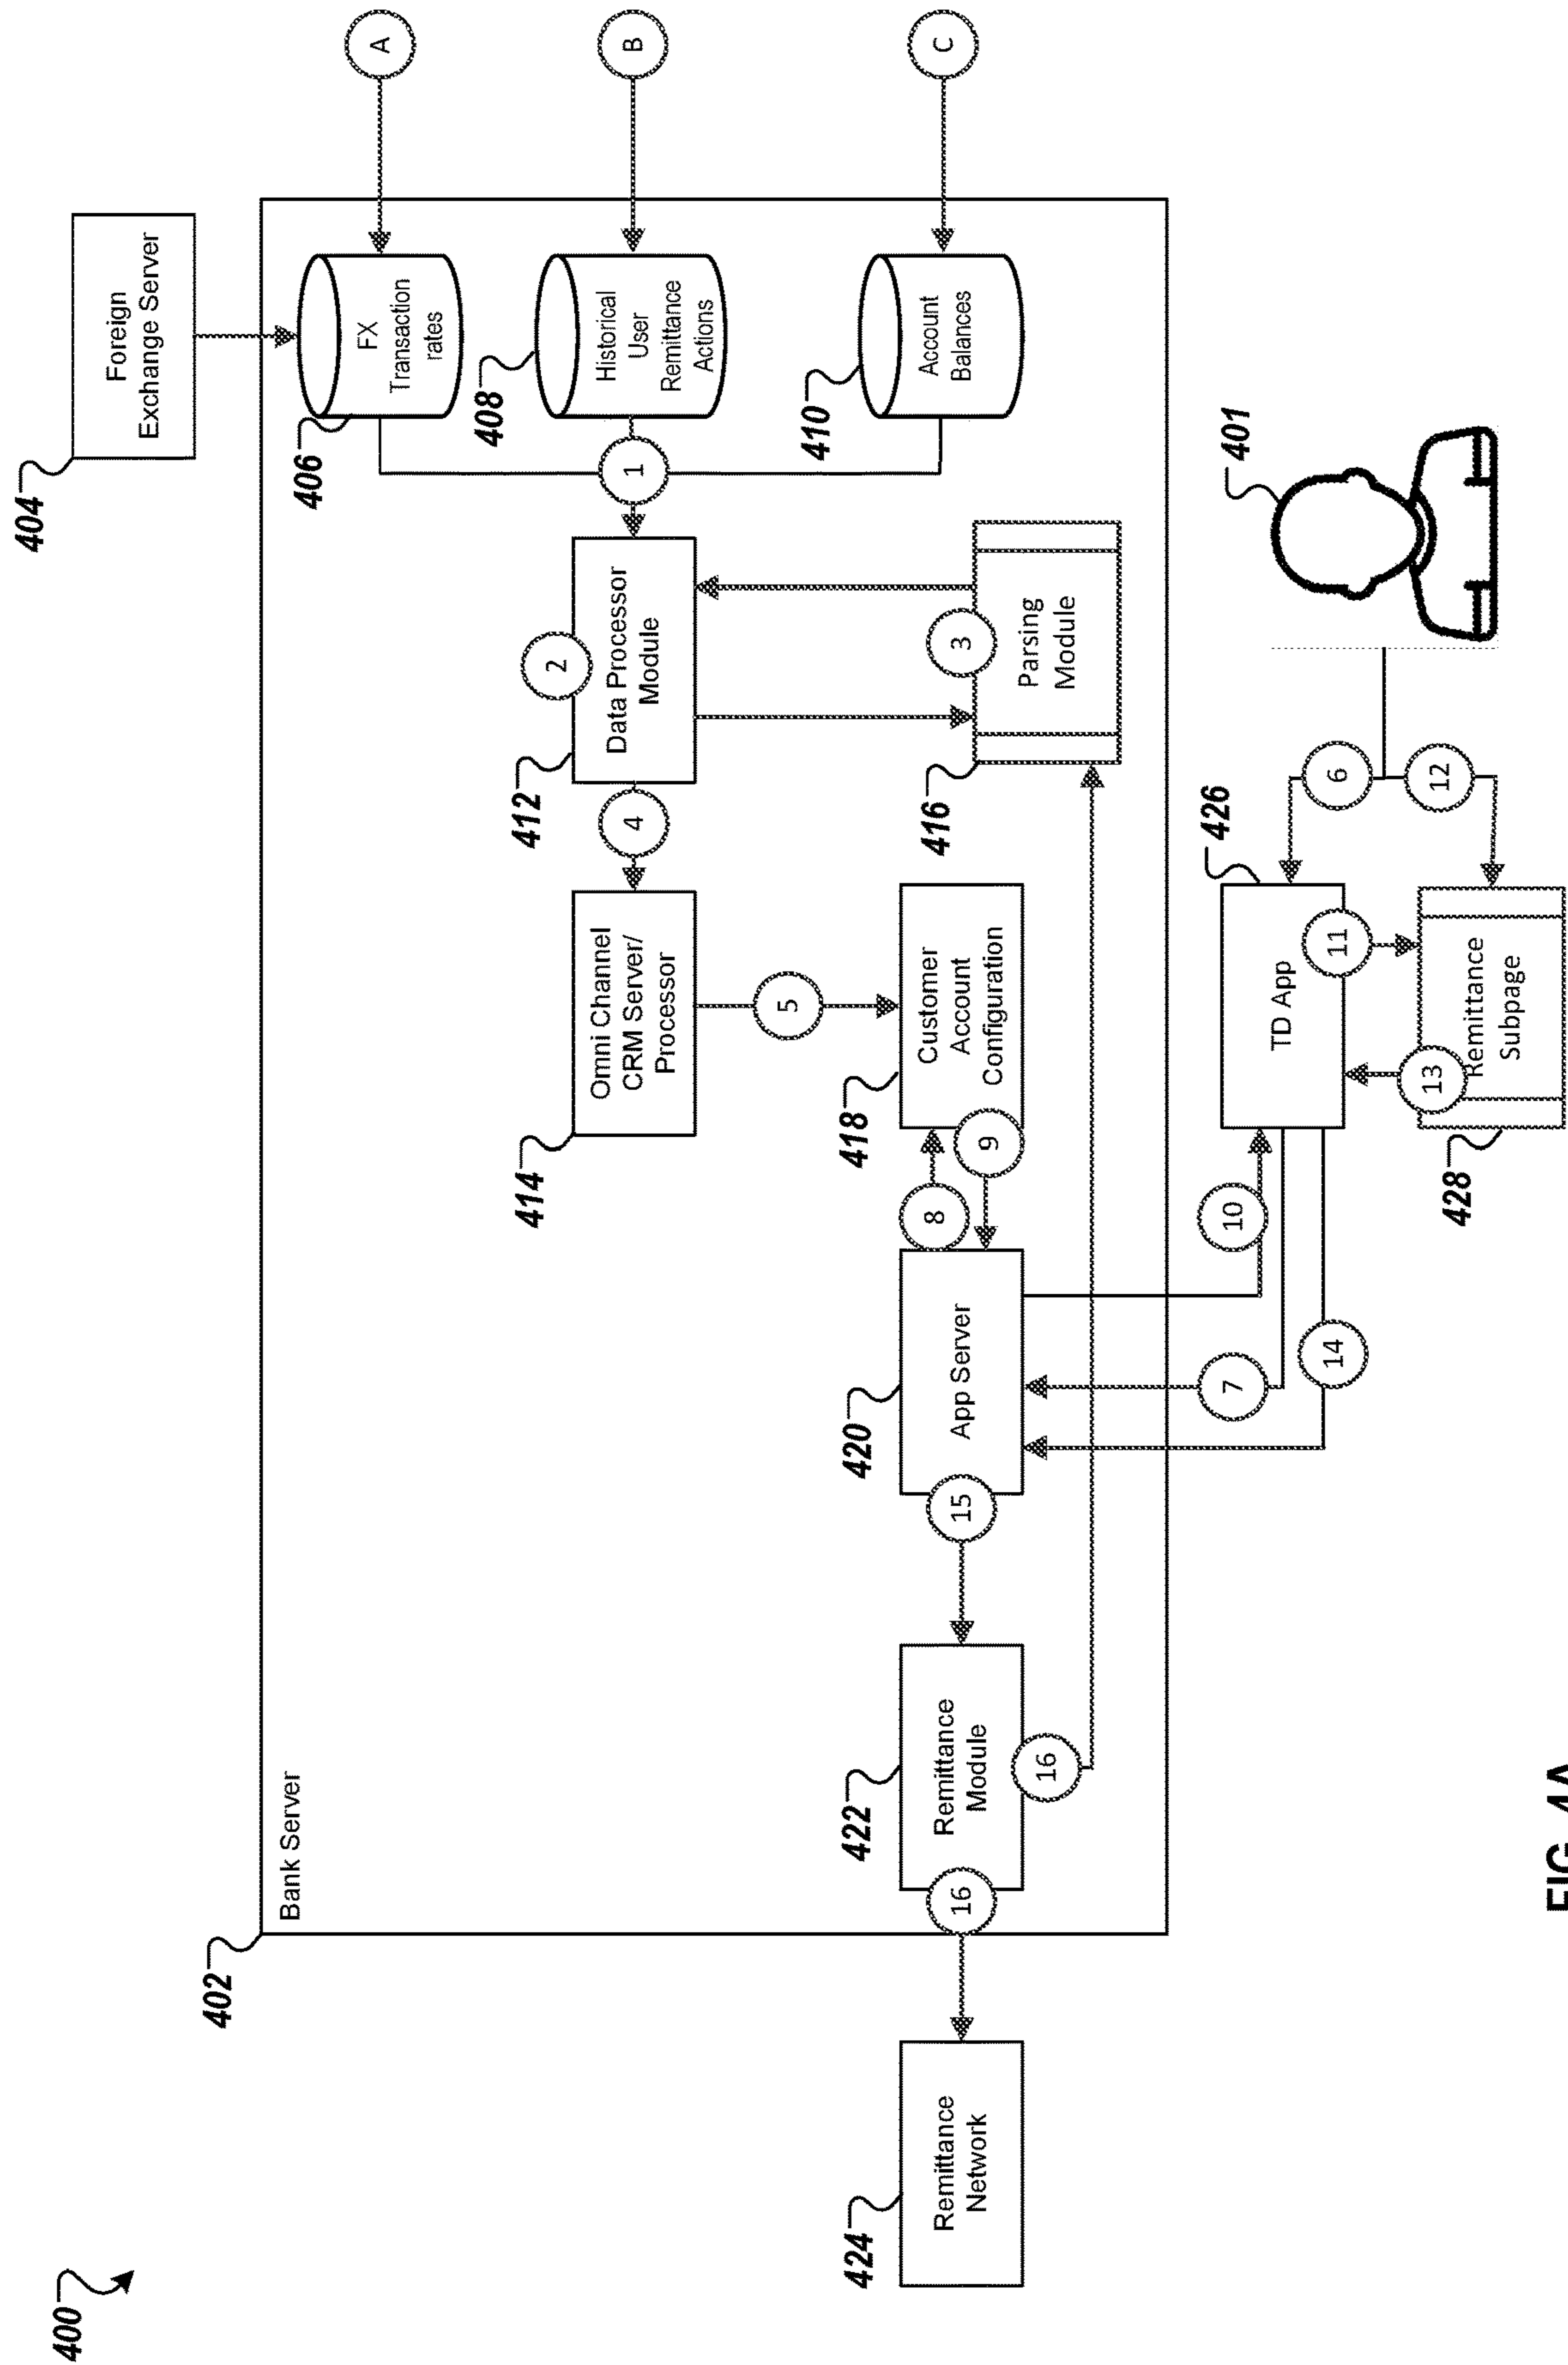 400
404
Foreign
Exchange Server
402
Bank Server
406
FX
Transaction
rates
A
408
Historical
User
Remittance
Actions
B
410
Account
Balances
C
1
412
2
Data Processor
Module
4
414
Omni Channel
CRM Server/
Processor
416
3
Parsing
Module
5
418
Customer
Account
Configuration
8
9
420
App Server
15
422
Remittance
Module
16
16
424
Remittance
Network
401
6
12
426
TD App
11
13
428
Remittance
Subpage
10
7
14
FIG. 4A